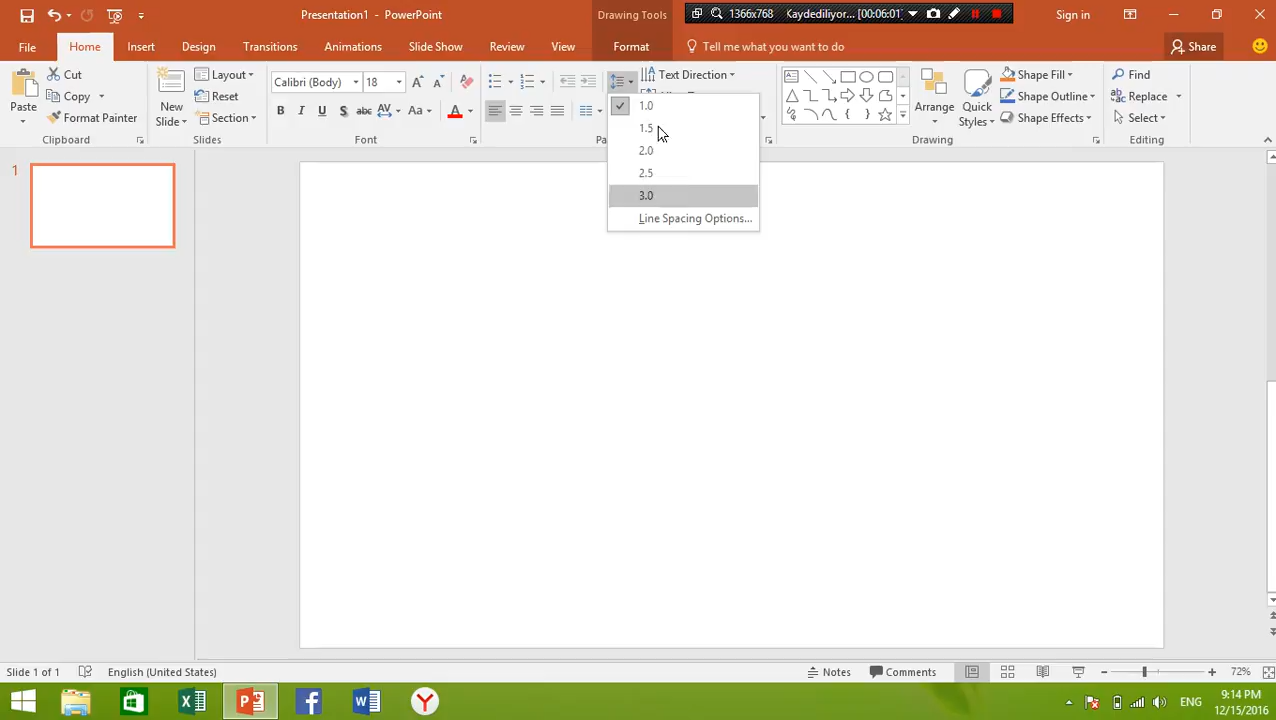 Presentation1 - PowerPoint
Drawing Tools
1366x768
Kaydediliyor... [00:06:01]
Sign in
File
Home
Insert
Design
Transitions
Animations
Slide Show
Review
View
Format
Tell me what you want to do
Share
Paste
Cut
Copy
Format Painter
Clipboard
New Slide
Layout
Reset
Section
Slides
Calibri (Body)
18
B I U S abc AV Aa A
Font
Text Direction
1.0
1.5
2.0
2.5
3.0
Line Spacing Options...
Arrange
Quick Styles
Shape Fill
Shape Outline
Shape Effects
Drawing
Find
Replace
Select
Editing
1
Slide 1 of 1
English (United States)
Notes
Comments
72%
ENG
9:14 PM
12/15/2016